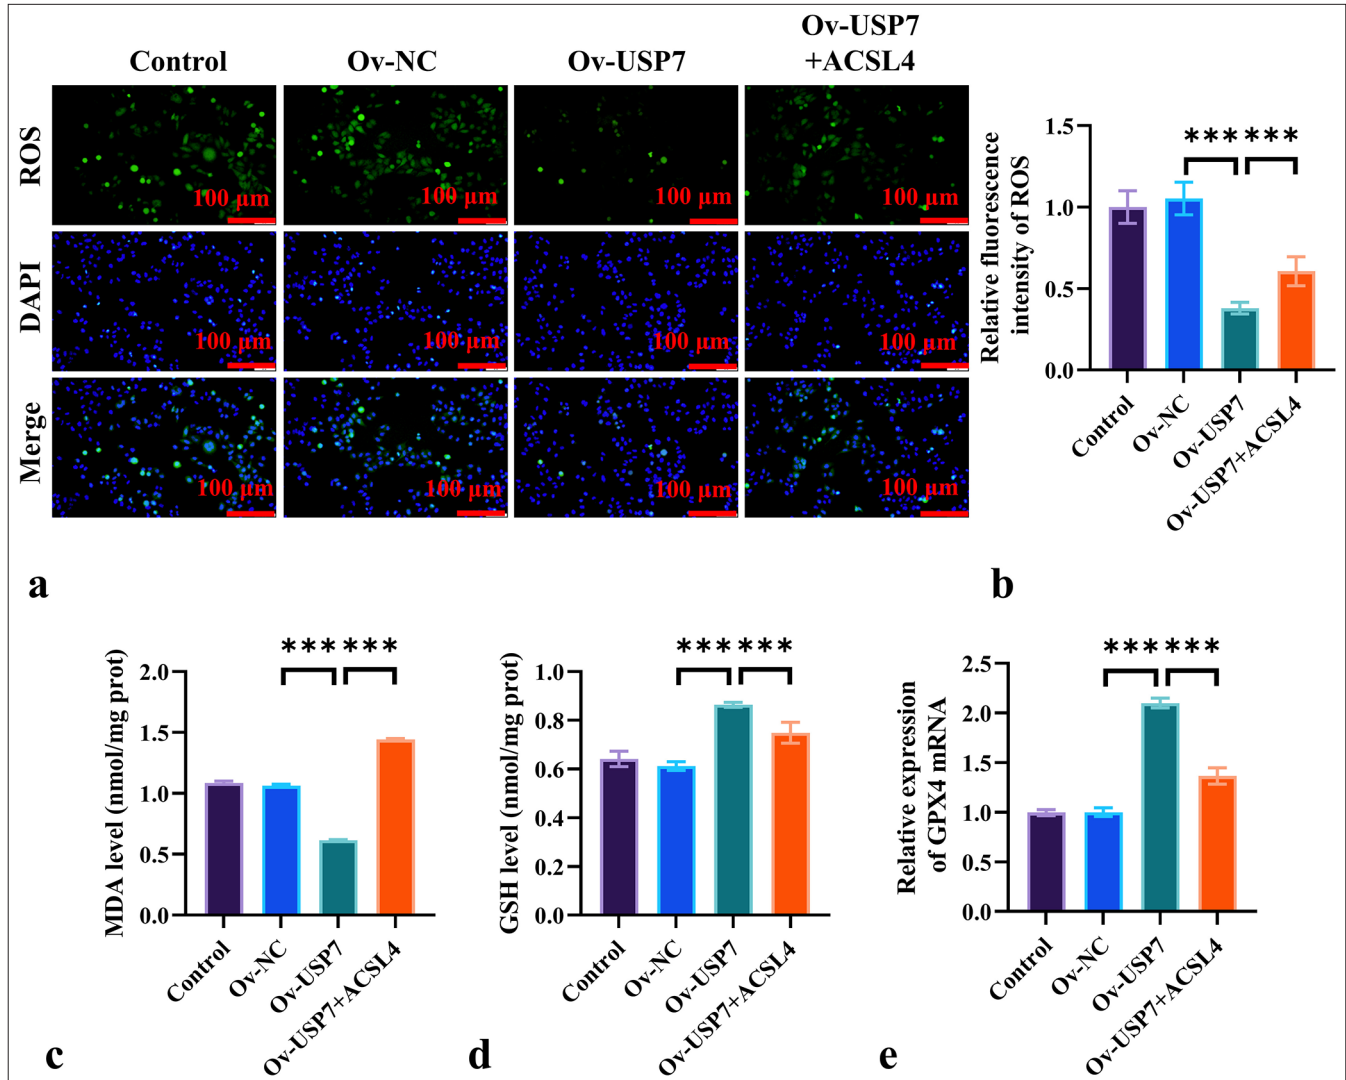 Control
Ov-NC
Ov-USP7
Ov-USP7
+ACSL4
ROS
100 µm
100 µm
100 µm
100 µm
DAPI
100 µm
100 µm
100 µm
100 µm
Merge
100 µm
100 µm
100 µm
100 µm
a
Relative fluorescence
intensity of ROS
1.5
1.0
0.5
0.0
*** ***
Control
Ov-NC
Ov-USP7
Ov-USP7+ACSL4
b
MDA level (nmol/mg prot)
2.0
1.5
1.0
0.5
0.0
*** ***
Control
Ov-NC
Ov-USP7
Ov-USP7+ACSL4
c
GSH level (nmol/mg prot)
1.0
0.8
0.6
0.4
0.2
0.0
*** ***
Control
Ov-NC
Ov-USP7
Ov-USP7+ACSL4
d
Relative expression
of GPX4 mRNA
2.5
2.0
1.5
1.0
0.5
0.0
*** ***
Control
Ov-NC
Ov-USP7
Ov-USP7+ACSL4
e